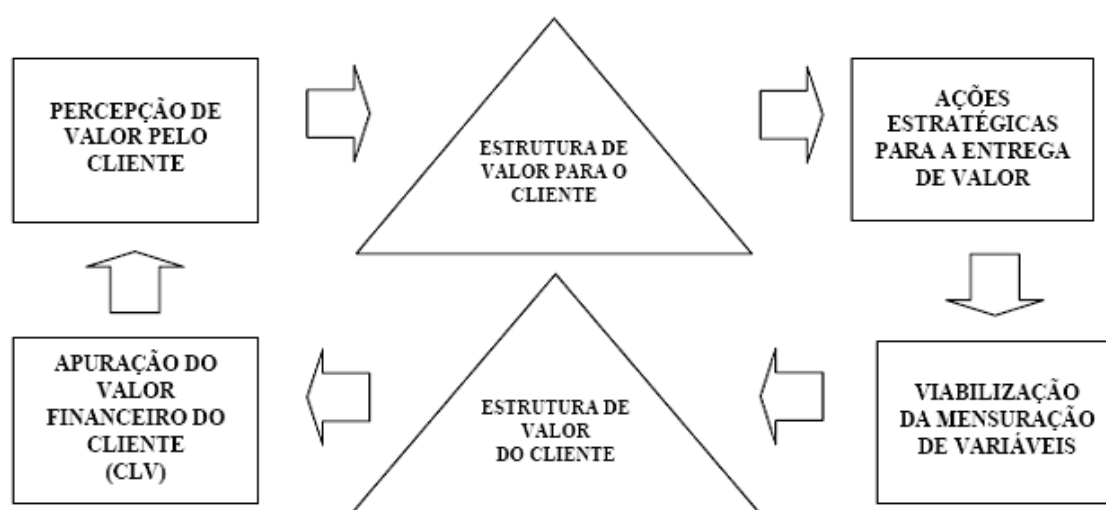 PERCEPÇÃO DE
VALOR PELO
CLIENTE
ESTRUTURA DE
VALOR PARA O
CLIENTE
AÇÕES
ESTRATÉGICAS
PARA A ENTREGA
DE VALOR
APURAÇÃO DO
VALOR
FINANCEIRO DO
CLIENTE
(CLV)
ESTRUTURA DE
VALOR
DO CLIENTE
VIABILIZAÇÃO
DA MENSURAÇÃO
DE VARIÁVEIS